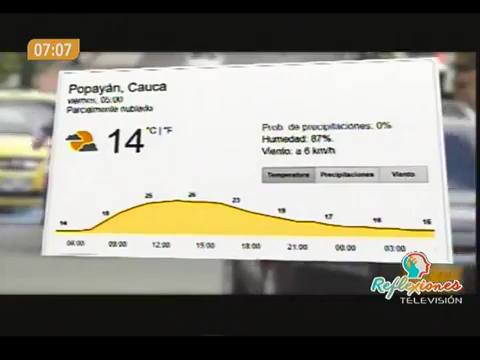 07:07
Popayán, Cauca
viernes, 05:00
Parcialmente nublado
14 °C | °F
Prob. de precipitaciones: 0%
Humedad: 87%
Viento: a 6 km/h
Temperatura Precipitaciones Viento
14 18 25 26 23 19 17 16 15
06:00 09:00 12:00 15:00 18:00 21:00 00:00 03:00
Reflexiones
TELEVISIÓN